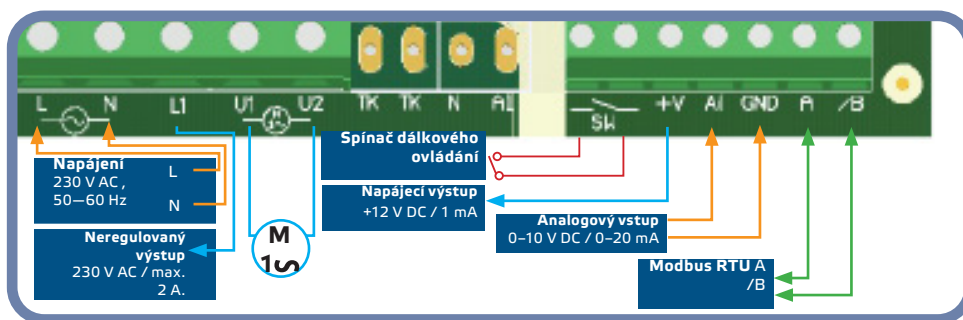 L N L1 U1 U2 TK TK N Al SW +V Ai GND A /B
M
Napájení
230 V AC ,
50—60 Hz
L
N
Neregulovaný
výstup
230 V AC / max.
2 A.
M
1
Spínač dálkového
ovládání
Napájecí výstup
+12 V DC / 1 mA
Analogový vstup
0–10 V DC / 0–20 mA
Modbus RTU A
/B